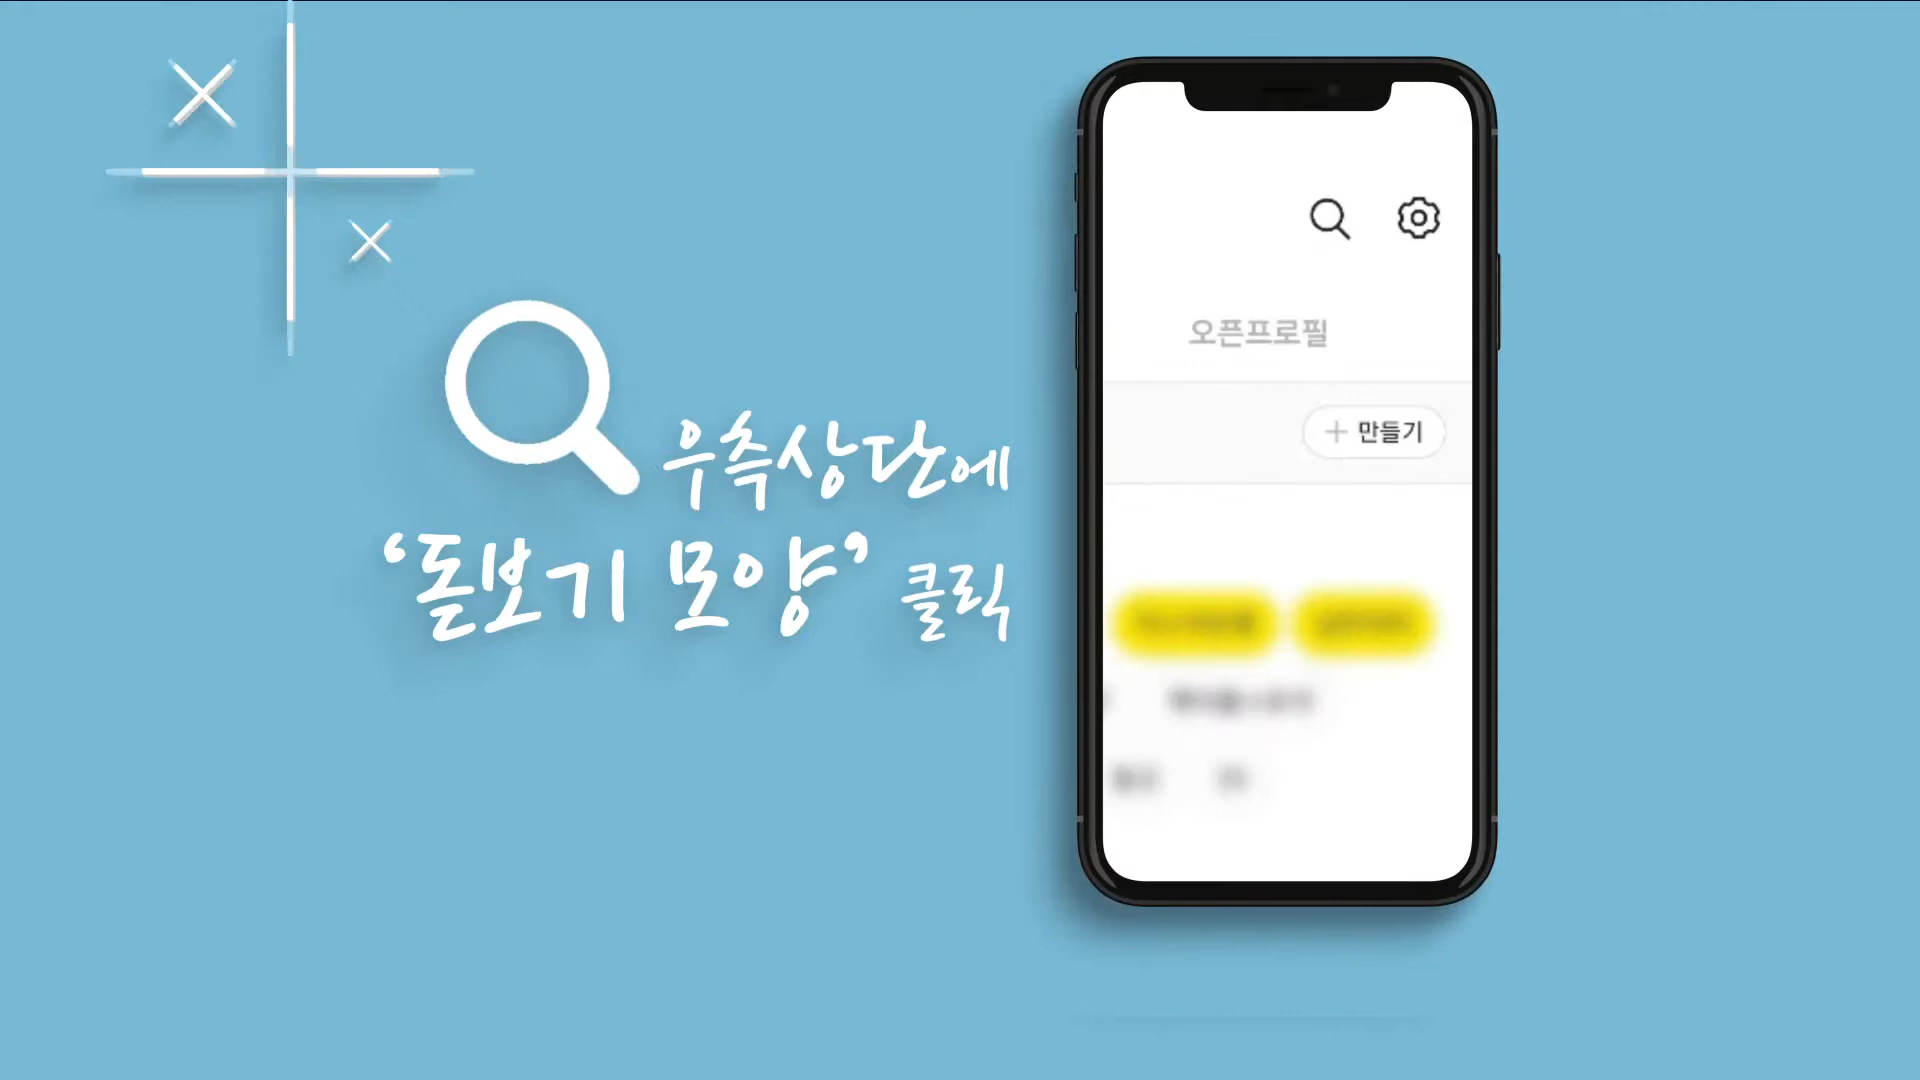 우측상단에
‘돋보기 모양’ 클릭
오픈프로필
+ 만들기